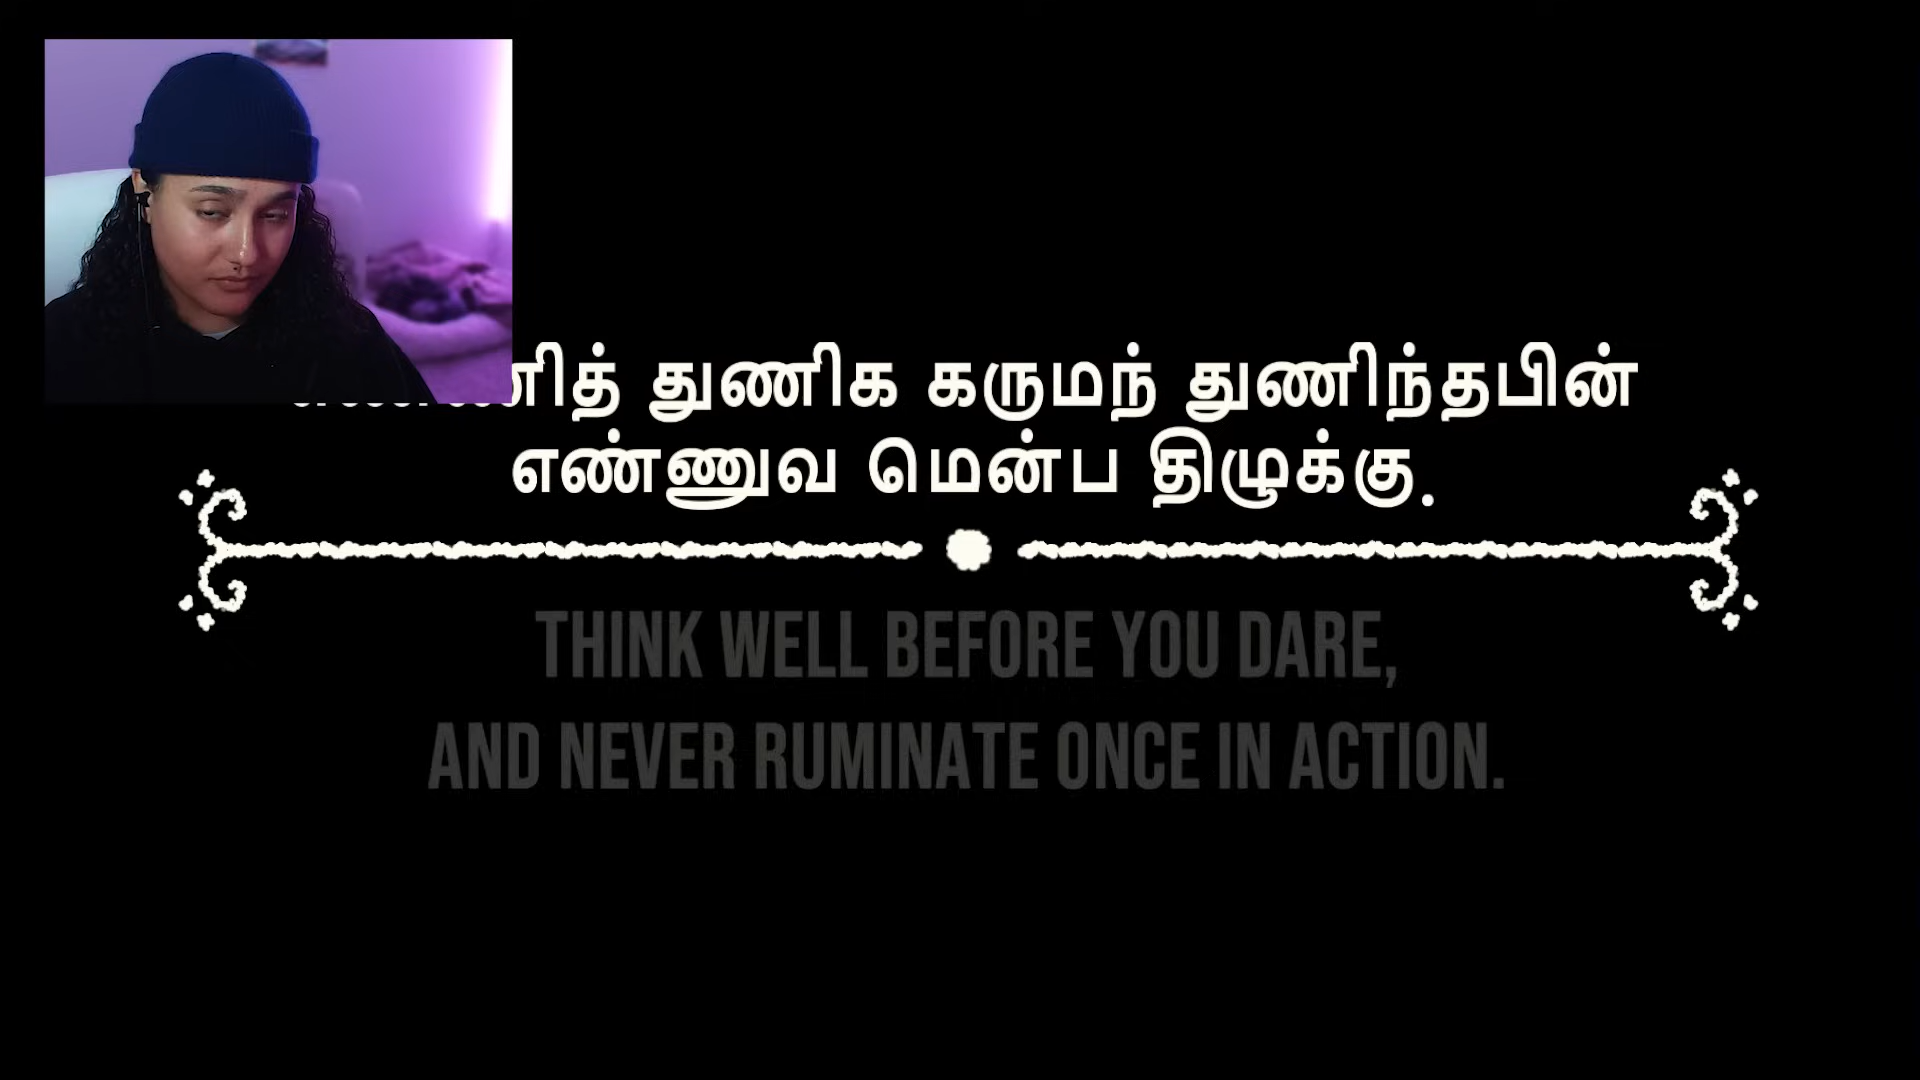 துணிக கருமந் துணிந்தபின்
எண்ணுவ மென்ப திழுக்கு.
THINK WELL BEFORE YOU DARE,
AND NEVER RUMINATE ONCE IN ACTION.